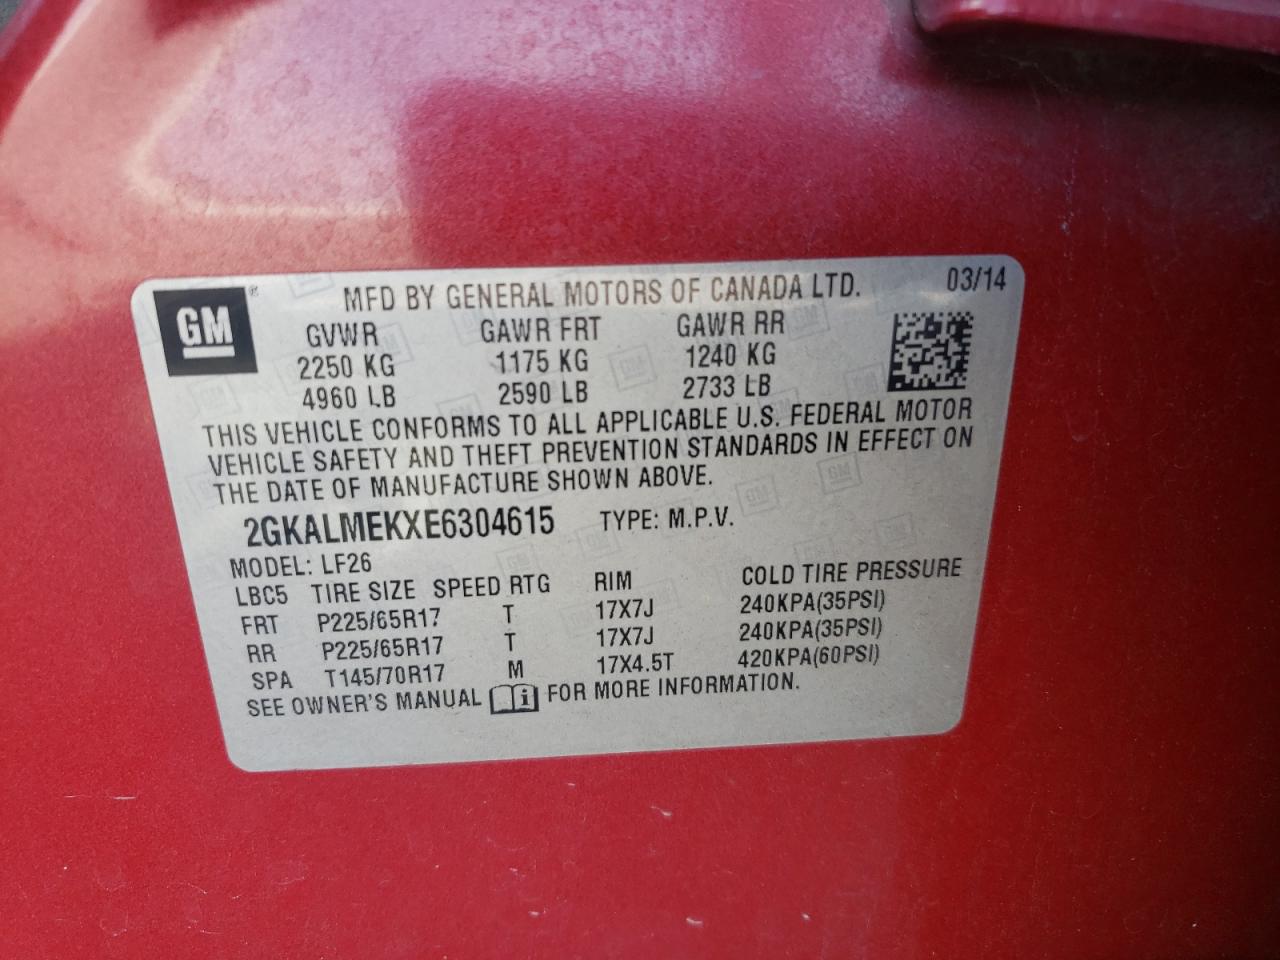 GM ® MFD BY GENERAL MOTORS OF CANADA LTD. 03/14
GVWR GAWR FRT GAWR RR
2250 KG 1175 KG 1240 KG
4960 LB 2590 LB 2733 LB
THIS VEHICLE CONFORMS TO ALL APPLICABLE U.S. FEDERAL MOTOR
VEHICLE SAFETY AND THEFT PREVENTION STANDARDS IN EFFECT ON
THE DATE OF MANUFACTURE SHOWN ABOVE.
2GKALMEKXE6304615 TYPE: M.P.V.
MODEL: LF26
LBC5 TIRE SIZE SPEED RTG RIM COLD TIRE PRESSURE
FRT P225/65R17 T 17X7J 240KPA(35PSI)
RR P225/65R17 T 17X7J 240KPA(35PSI)
SPA T145/70R17 M 17X4.5T 420KPA(60PSI)
SEE OWNER'S MANUAL i FOR MORE INFORMATION.